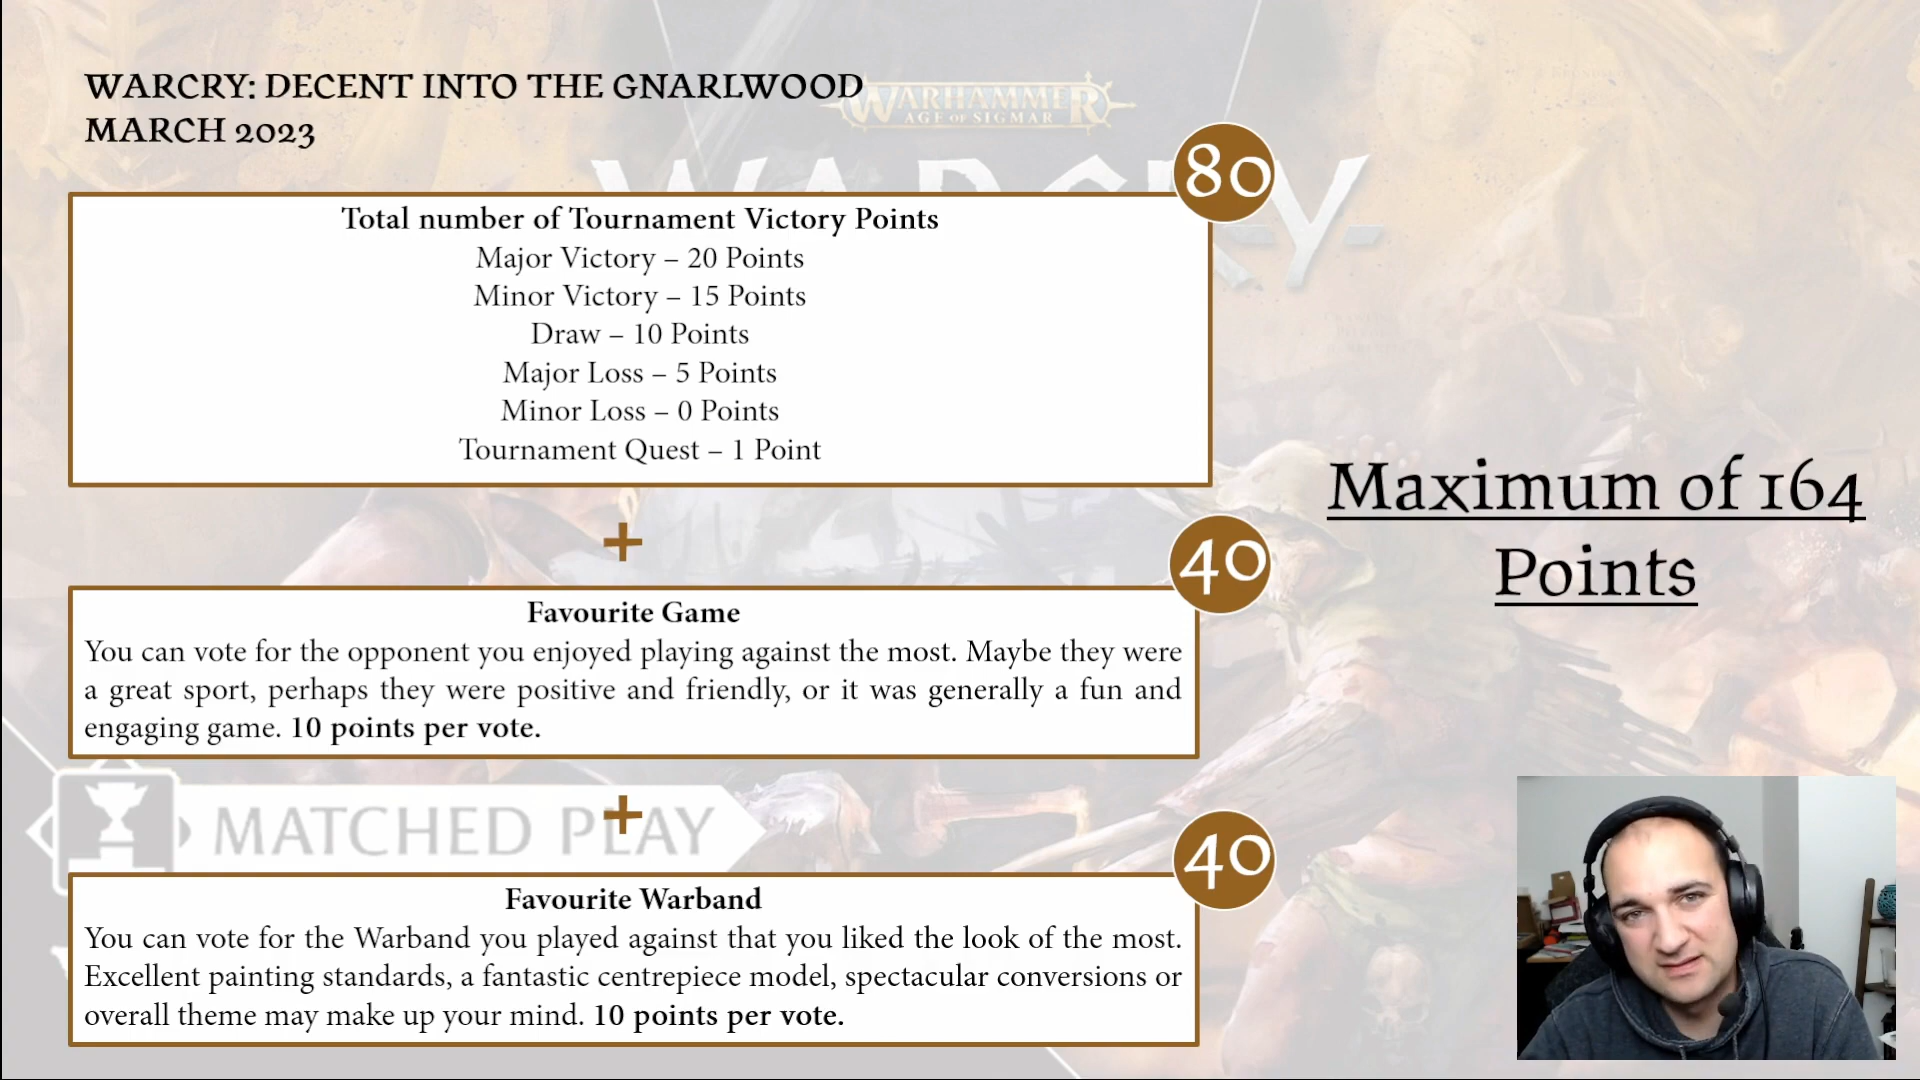 WARCRY: DECENT INTO THE GNARLWOOD
MARCH 2023
WARHAMMER
AGE OF SIGMAR
80
Total number of Tournament Victory Points
Major Victory – 20 Points
Minor Victory – 15 Points
Draw – 10 Points
Major Loss – 5 Points
Minor Loss – 0 Points
Tournament Quest – 1 Point
Maximum of 164
Points
+
40
Favourite Game
You can vote for the opponent you enjoyed playing against the most. Maybe they were
a great sport, perhaps they were positive and friendly, or it was generally a fun and
engaging game. 10 points per vote.
+
MATCHED PLAY
40
Favourite Warband
You can vote for the Warband you played against that you liked the look of the most.
Excellent painting standards, a fantastic centrepiece model, spectacular conversions or
overall theme may make up your mind. 10 points per vote.